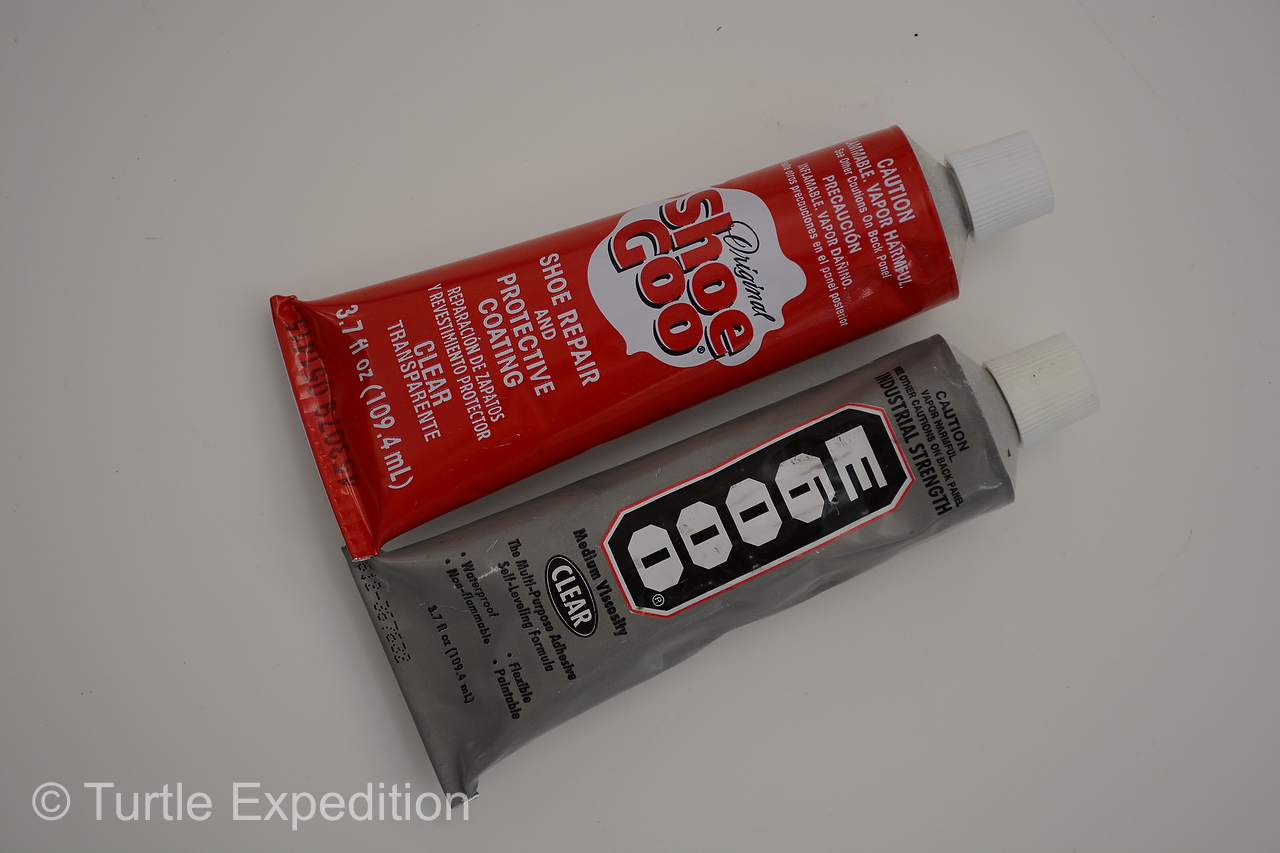 CAUTION
FLAMMABLE. VAPOR HARMFUL.
See Other Cautions On Back Panel
PRECAUCIÓN
INFLAMABLE. VAPOR DAÑINO.
otras precauciones en el panel posterior
Original
Shoe
Goo®
SHOE REPAIR
AND
PROTECTIVE
COATING
REPARACIÓN DE ZAPATOS
Y REVESTIMIENTO PROTECTOR
CLEAR
TRANSPARENTE
3.7 fl oz (109.4 mL)
CAUTION
VAPOR HARMFUL.
SEE OTHER CAUTIONS ON BACK PANEL
INDUSTRIAL STRENGTH
E6000®
Medium Viscosity
CLEAR
The Multi-Purpose Adhesive
Self-Leveling Formula
• Waterproof • Flexible
• Non-flammable • Paintable
3.7 fl oz (109.4 mL)
© Turtle Expedition